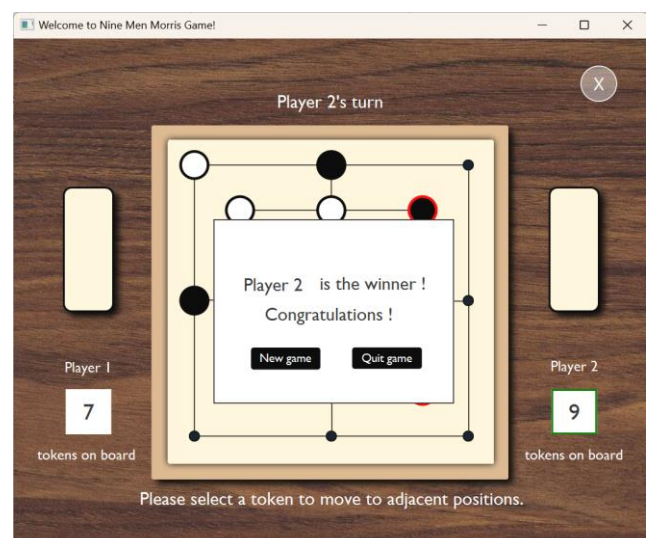 Welcome to Nine Men Morris Game!
X
Player 2's turn
Player 2 is the winner !
Congratulations !
New game Quit game
Player 1
7
tokens on board
Player 2
9
tokens on board
Please select a token to move to adjacent positions.